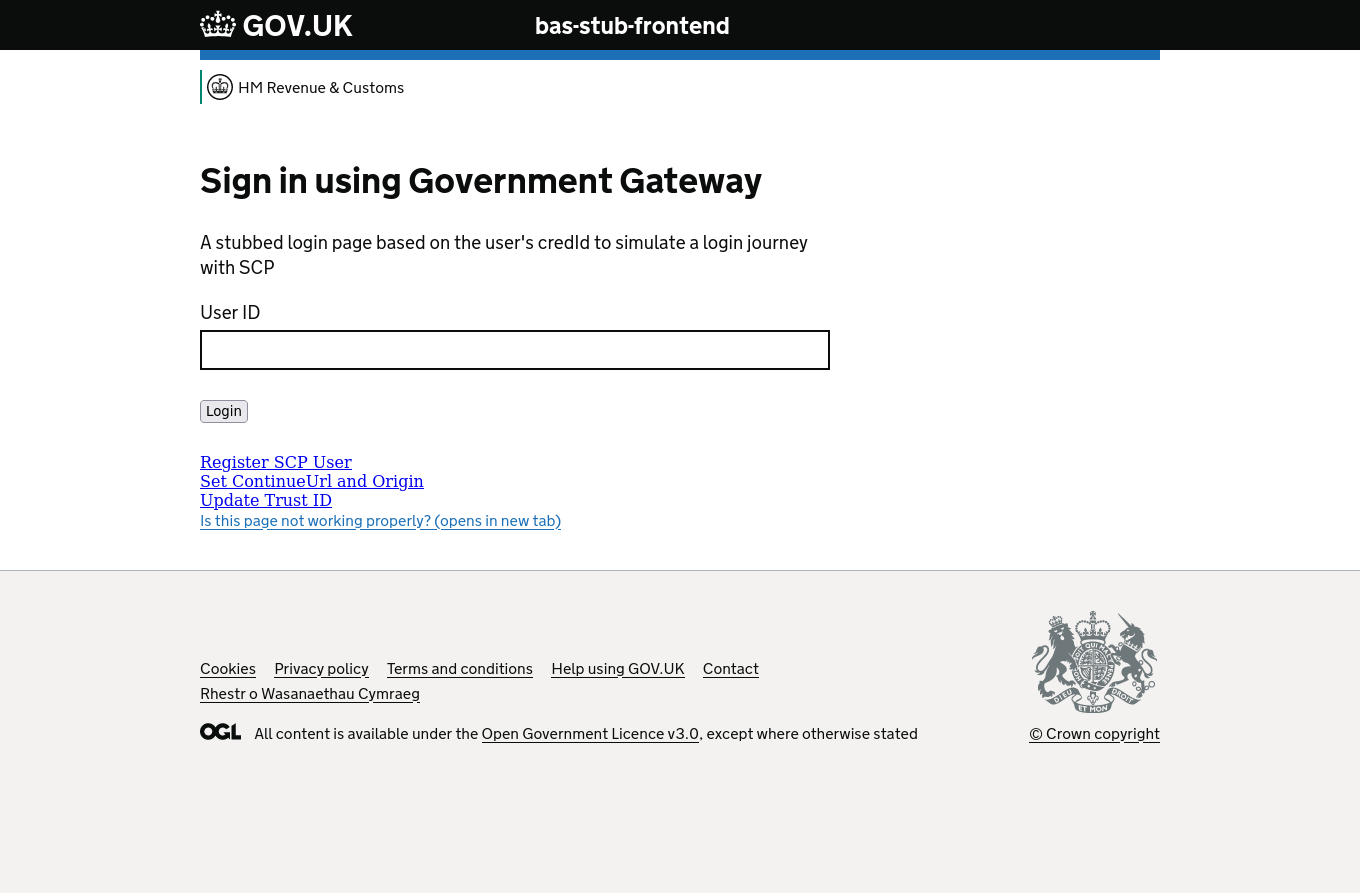 GOV.UK
bas-stub-frontend
HM Revenue & Customs
Sign in using Government Gateway
A stubbed login page based on the user's credId to simulate a login journey
with SCP
User ID
Login
Register SCP User
Set ContinueUrl and Origin
Update Trust ID
Is this page not working properly? (opens in new tab)
Cookies Privacy policy Terms and conditions Help using GOV.UK Contact
Rhestr o Wasanaethau Cymraeg
OGL All content is available under the Open Government Licence v3.0, except where otherwise stated
DIEU ET MON DROIT
© Crown copyright